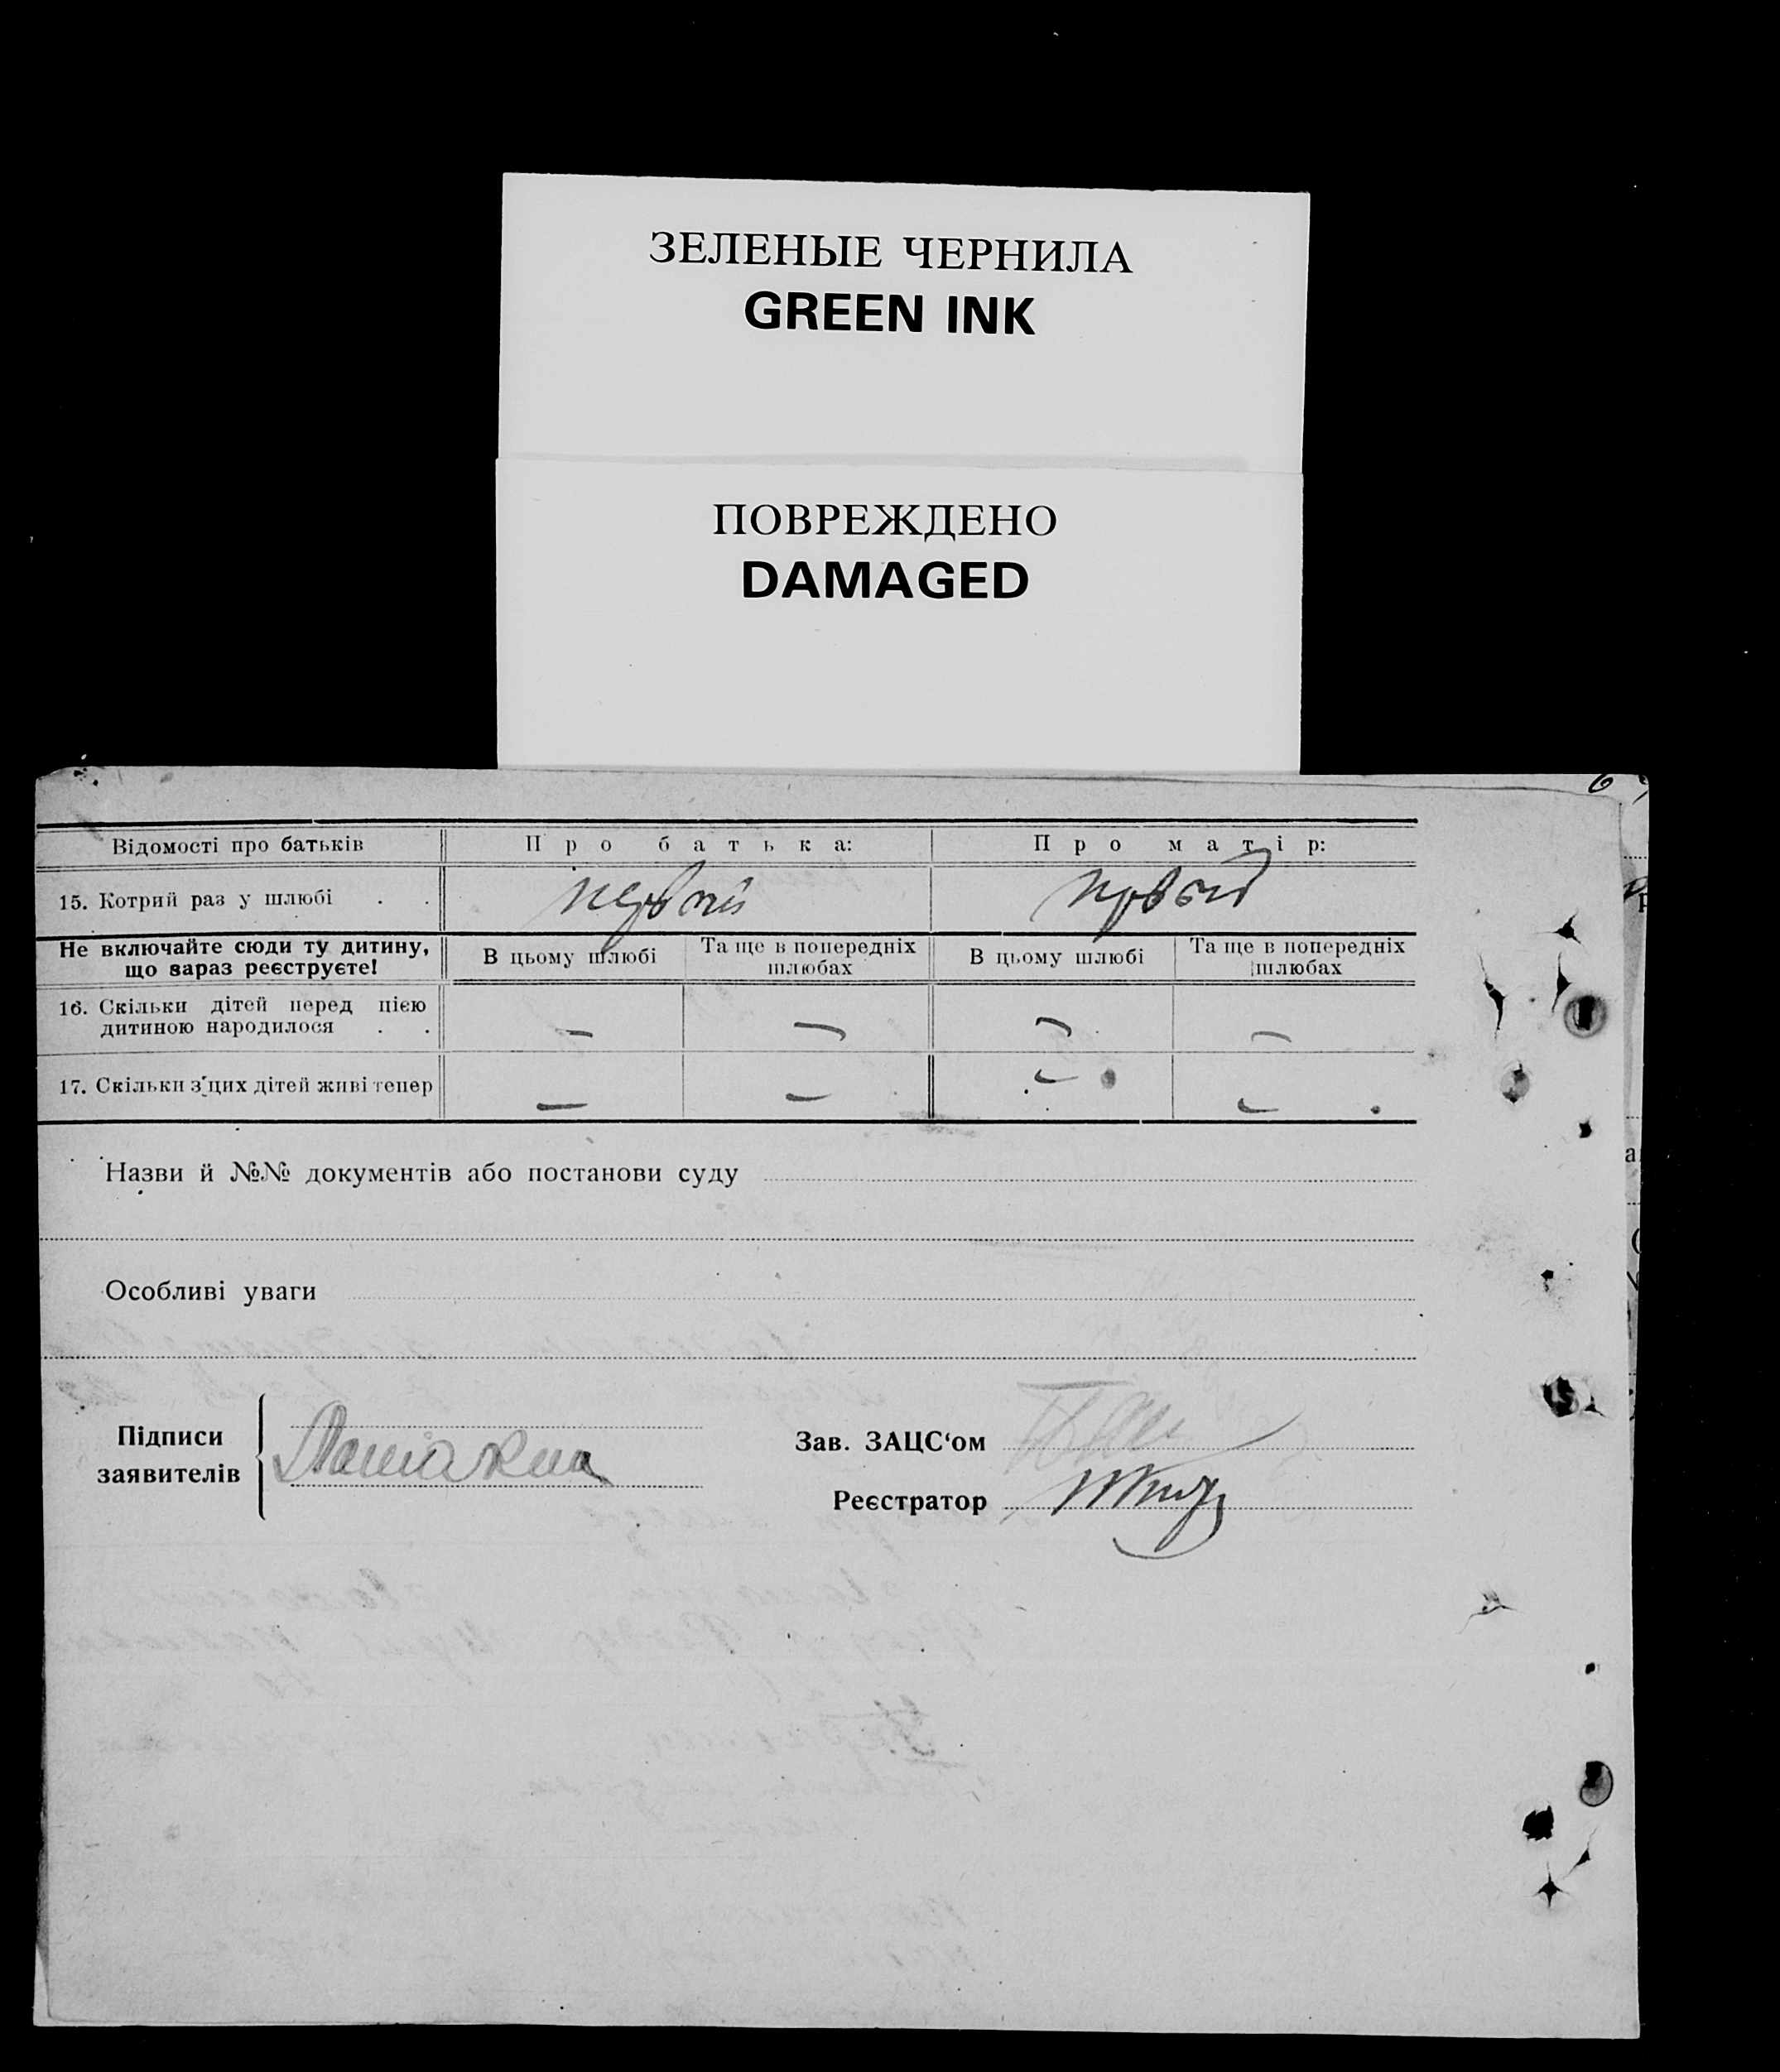 ЗЕЛЕНЫЕ ЧЕРНИЛА
GREEN INK
ПОВРЕЖДЕНО
DAMAGED
Відомості про батьків Про батька: Про матір:
15. Котрий раз у шлюбі . . первый
Не включайте сюди ту дитину,
що зараз реєструєте!
В цьому шлюбі
Та ще в попередніх
шлюбах
В цьому шлюбі
Та ще в попередніх
шлюбах
16. Скільки дітей перед цією
дитиною народилося . . — — — —
17. Скільки з цих дітей живі тепер — — — —
Назви й №№ документів або постанови суду
Особливі уваги
Підписи
заявителів
Зав. ЗАЦС‘ом
Реєстратор